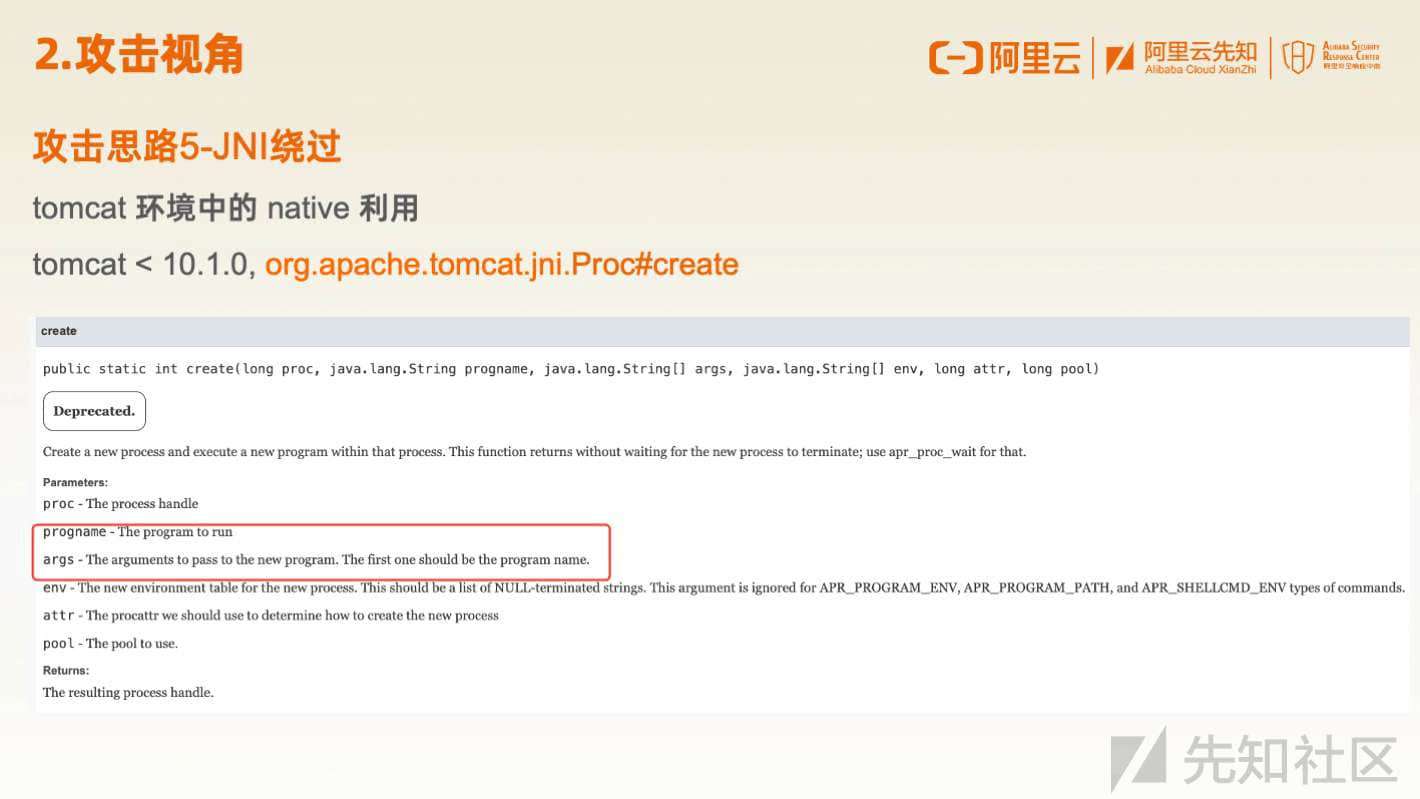 2.攻击视角
阿里云
阿里云先知
Alibaba Cloud XianZhi
ALIBABA SECURITY
RESPONSE CENTER
攻击思路5-JNI绕过
tomcat 环境中的 native 利用
tomcat < 10.1.0, org.apache.tomcat.jni.Proc#create
create
public static int create(long proc, java.lang.String progname, java.lang.String[] args, java.lang.String[] env, long attr, long pool)
Deprecated.
Create a new process and execute a new program within that process. This function returns without waiting for the new process to terminate; use apr_proc_wait for that.
Parameters:
proc - The process handle
progname - The program to run
args - The arguments to pass to the new program. The first one should be the program name.
env - The new environment table for the new process. This should be a list of NULL-terminated strings. This argument is ignored for APR_PROGRAM_ENV, APR_PROGRAM_PATH, and APR_SHELLCMD_ENV types of commands.
attr - The procattr we should use to determine how to create the new process
pool - The pool to use.
Returns:
The resulting process handle.
先知社区